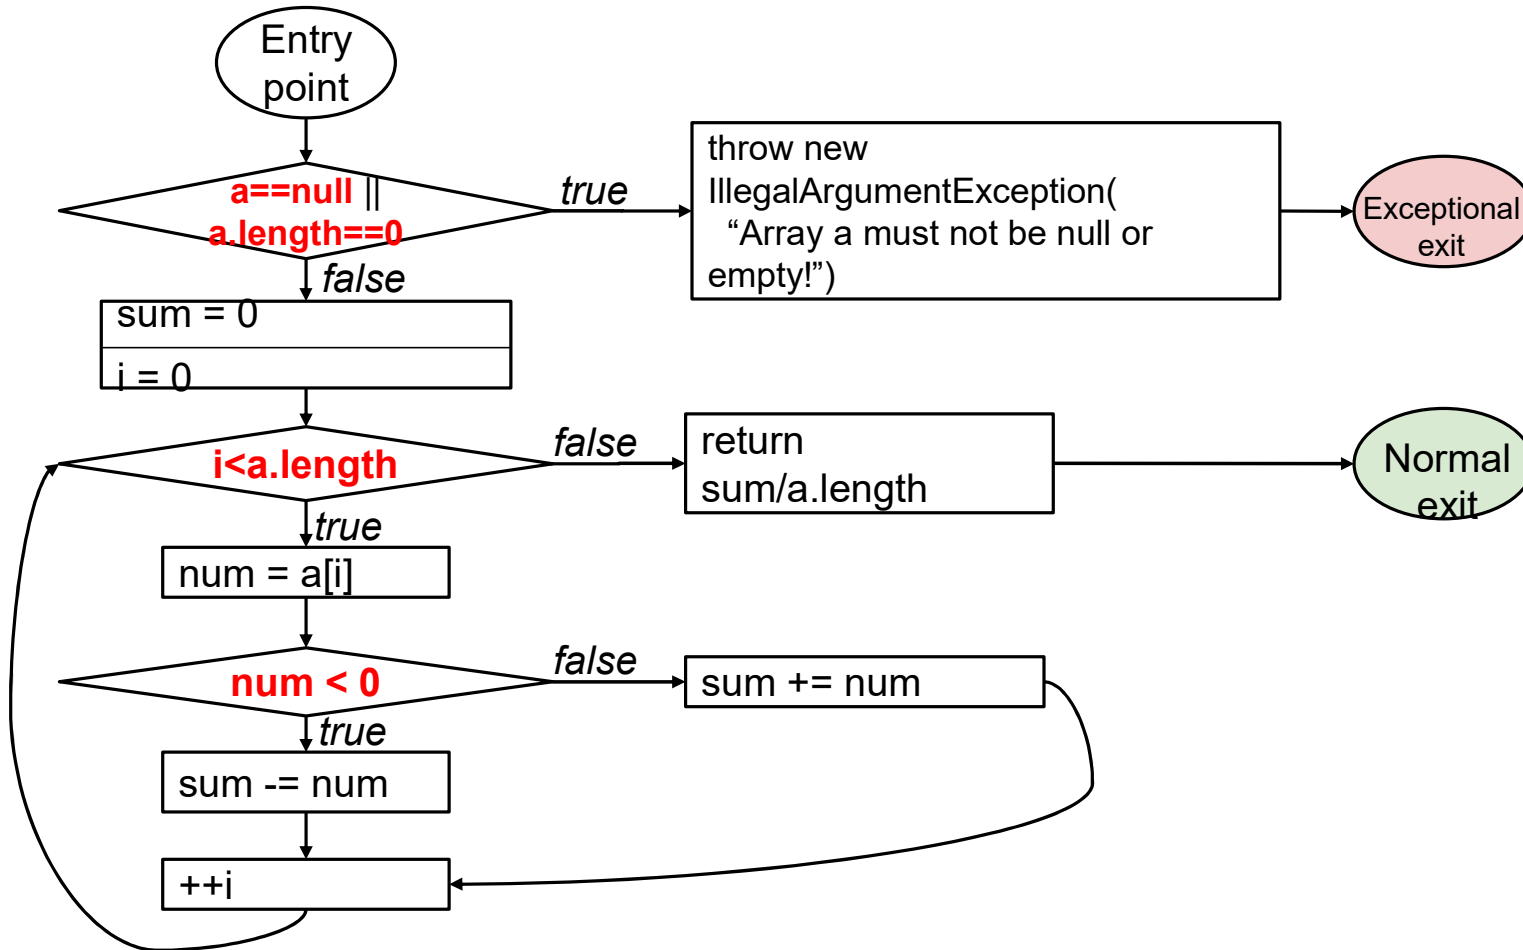 Entry
point
a==null ||
a.length==0
true
throw new
IllegalArgumentException(
“Array a must not be null or
empty!”)
Exceptional
exit
false
sum = 0
i = 0
i<a.length
false
return
sum/a.length
Normal
exit
true
num = a[i]
num < 0
false
sum += num
true
sum -= num
++i